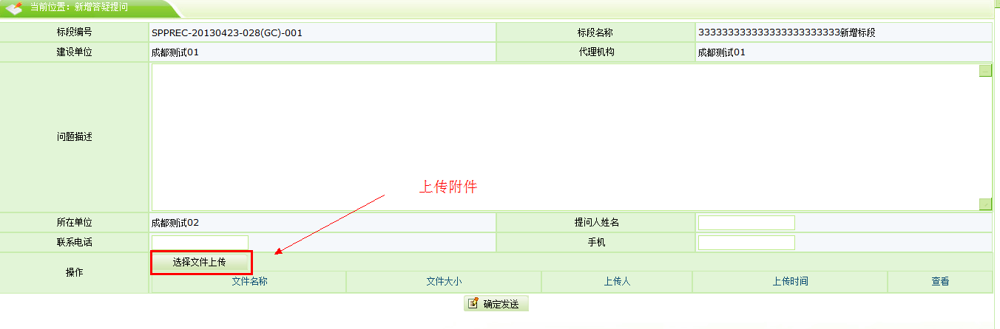 当前位置：新增答疑提问
标段编号 SPPREC-20130423-028(GC)-001 标段名称 333333333333333333333333新增标段
建设单位 成都测试01 代理机构 成都测试01
问题描述
上传附件
所在单位 成都测试02 提问人姓名
联系电话 手机
选择文件上传
操作
文件名称 文件大小 上传人 上传时间 查看
确定发送